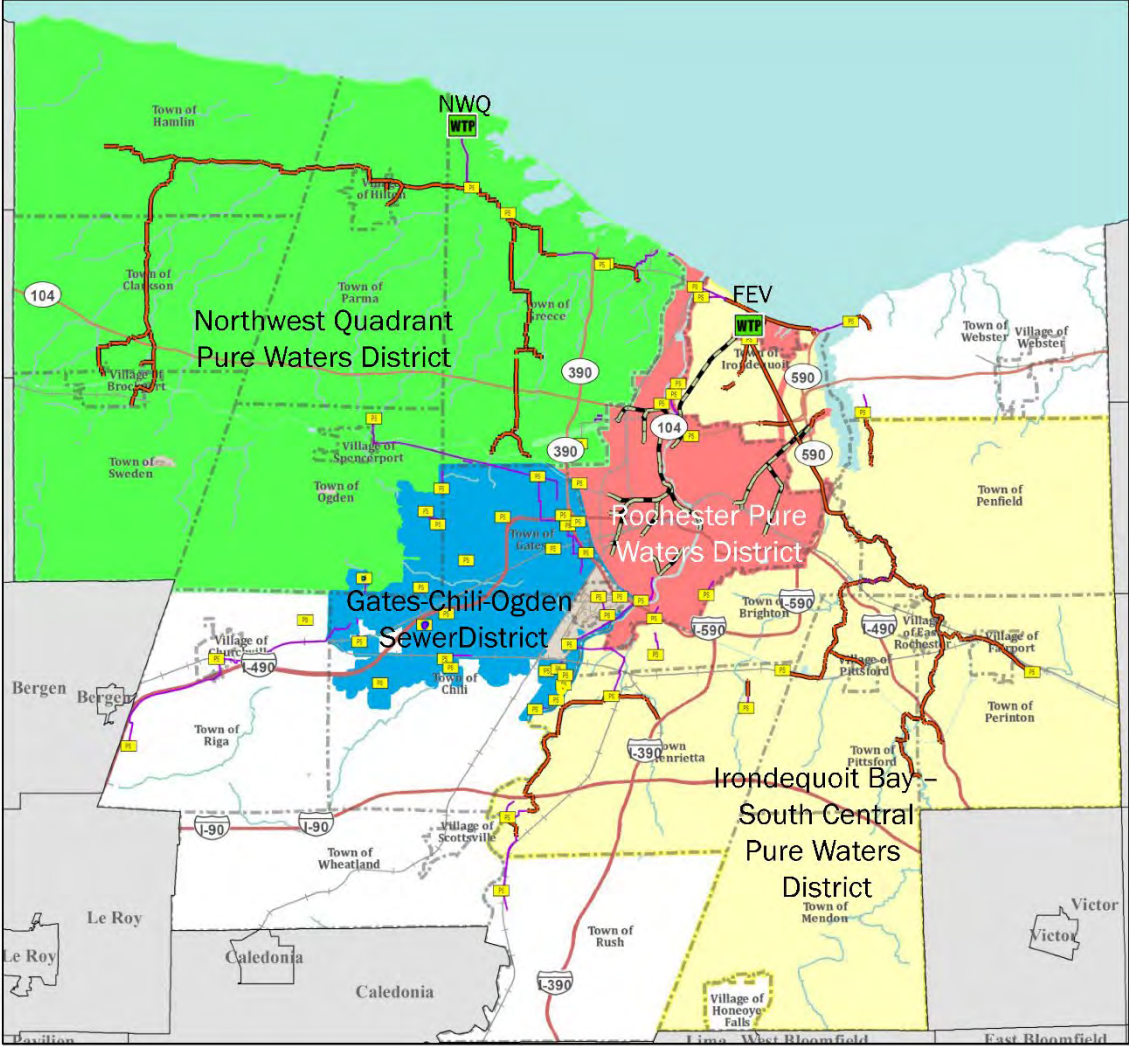 NWQ
WTP
Town of
Hamlin
Village
of Hilton
Town of
Clarkson
104
Town of
Parma
Town of
Greece
Northwest Quadrant
Pure Waters District
FEV
WTP
Town of
Irondequoit
590
Town of
Webster
Village of
Webster
390
104
390
590
Village of
Brockport
Town of
Sweden
Village of
Spencerport
Town of
Ogden
Town of
Gates
Rochester Pure
Waters District
Town of
Penfield
Gates-Chili-Ogden
SewerDistrict
Town of
Brighton
I-590
I-590
I-490
Village
of East
Rochester
Village of
Fairport
Village of
Churchville
I-490
Village of
Pittsford
Town of
Chili
Bergen
Bergen
Town of
Riga
Town of
Perinton
Town of
Pittsford
I-390
Town
Henrietta
Irondequoit Bay –
South Central
Pure Waters
District
I-90
I-90
Village of
Scottsville
Town of
Wheatland
Town of
Mendon
Le Roy
Le Roy
Caledonia
Caledonia
Town of
Rush
I-390
Victor
Victor
Village of
Honeoye
Falls
Pavilion
Lima
West Bloomfield
East Bloomfield
PS